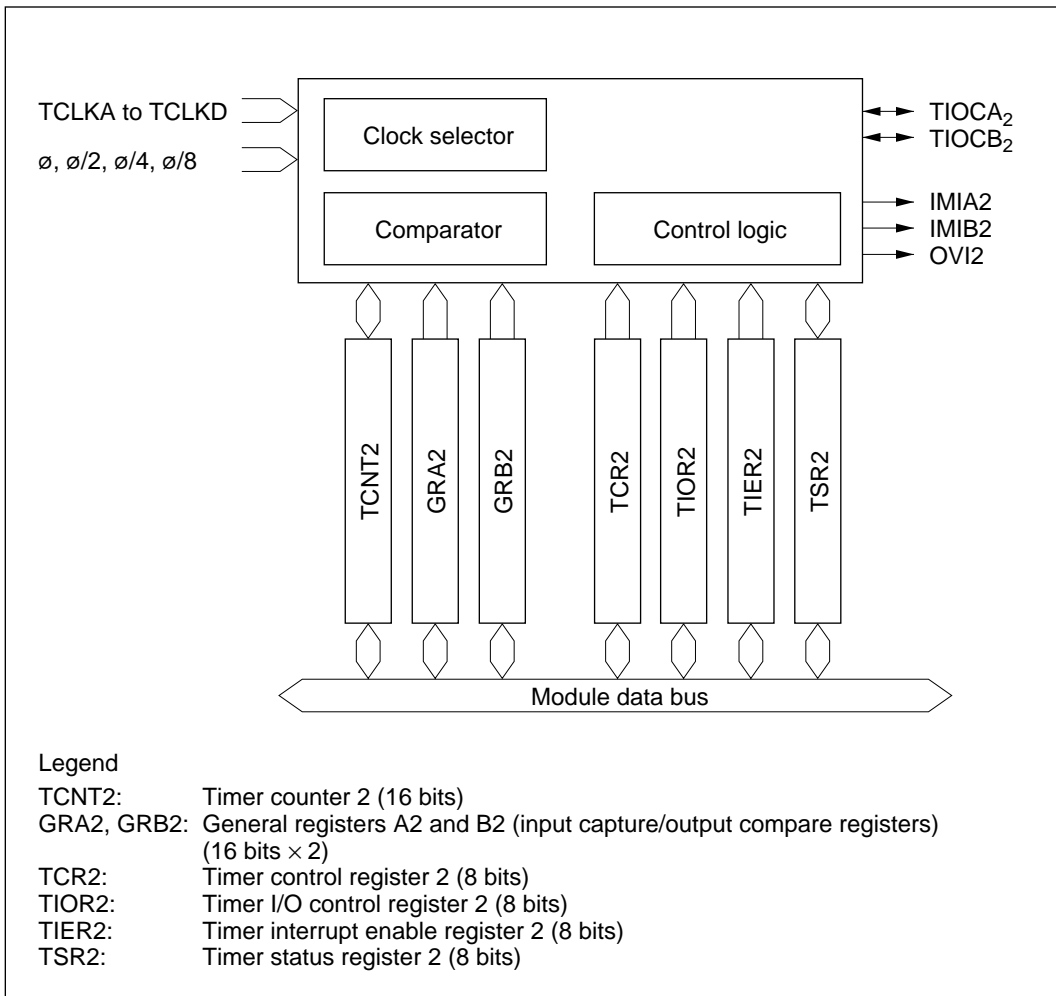 TCLKA to TCLKD
ø, ø/2, ø/4, ø/8
Clock selector
Comparator
Control logic
TIOCA2
TIOCB2
IMIA2
IMIB2
OVI2
TCNT2
GRA2
GRB2
TCR2
TIOR2
TIER2
TSR2
Module data bus
Legend
TCNT2: Timer counter 2 (16 bits)
GRA2, GRB2: General registers A2 and B2 (input capture/output compare registers)
(16 bits × 2)
TCR2: Timer control register 2 (8 bits)
TIOR2: Timer I/O control register 2 (8 bits)
TIER2: Timer interrupt enable register 2 (8 bits)
TSR2: Timer status register 2 (8 bits)